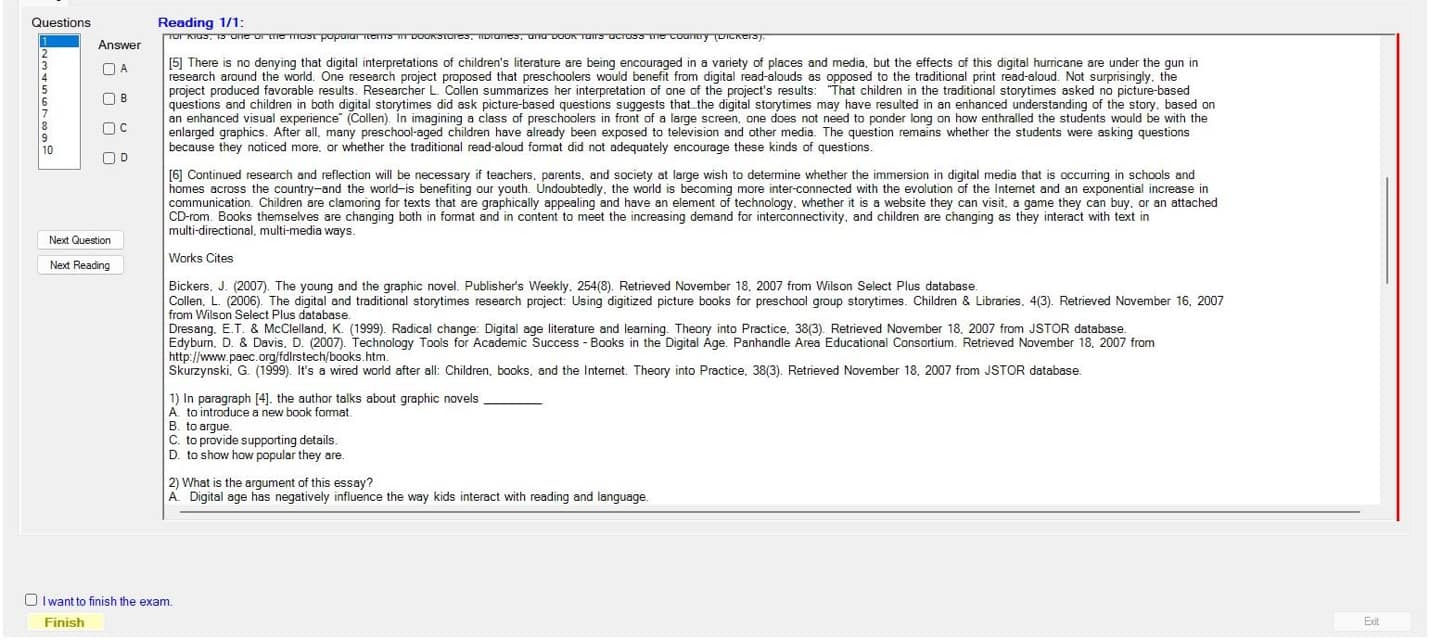 Questions
Reading 1/1:
1
2
3
4
5
6
7
8
9
10
Answer
A
B
C
D
Next Question
Next Reading
for kids, is one of the most popular items in bookstores, libraries, and book fairs across the country (Bickers).
[5] There is no denying that digital interpretations of children's literature are being encouraged in a variety of places and media, but the effects of this digital hurricane are under the gun in
research around the world. One research project proposed that preschoolers would benefit from digital read-alouds as opposed to the traditional print read-aloud. Not surprisingly, the
project produced favorable results. Researcher L. Collen summarizes her interpretation of one of the project's results: "That children in the traditional storytimes asked no picture-based
questions and children in both digital storytimes did ask picture-based questions suggests that...the digital storytimes may have resulted in an enhanced understanding of the story, based on
an enhanced visual experience" (Collen). In imagining a class of preschoolers in front of a large screen, one does not need to ponder long on how enthralled the students would be with the
enlarged graphics. After all, many preschool-aged children have already been exposed to television and other media. The question remains whether the students were asking questions
because they noticed more, or whether the traditional read-aloud format did not adequately encourage these kinds of questions.
[6] Continued research and reflection will be necessary if teachers, parents, and society at large wish to determine whether the immersion in digital media that is occurring in schools and
homes across the country—and the world—is benefiting our youth. Undoubtedly, the world is becoming more inter-connected with the evolution of the Internet and an exponential increase in
communication. Children are clamoring for texts that are graphically appealing and have an element of technology, whether it is a website they can visit, a game they can buy, or an attached
CD-rom. Books themselves are changing both in format and in content to meet the increasing demand for interconnectivity, and children are changing as they interact with text in
multi-directional, multi-media ways.
Works Cites
Bickers, J. (2007). The young and the graphic novel. Publisher's Weekly, 254(8). Retrieved November 18, 2007 from Wilson Select Plus database.
Collen, L. (2006). The digital and traditional storytimes research project: Using digitized picture books for preschool group storytimes. Children & Libraries, 4(3). Retrieved November 16, 2007
from Wilson Select Plus database.
Dresang, E.T. & McClelland, K. (1999). Radical change: Digital age literature and learning. Theory into Practice, 38(3). Retrieved November 18, 2007 from JSTOR database.
Edyburn, D. & Davis, D. (2007). Technology Tools for Academic Success - Books in the Digital Age. Panhandle Area Educational Consortium. Retrieved November 18, 2007 from
http://www.paec.org/fdlrstech/books.htm.
Skurzynski, G. (1999). It's a wired world after all: Children, books, and the Internet. Theory into Practice, 38(3). Retrieved November 18, 2007 from JSTOR database.
1) In paragraph [4], the author talks about graphic novels _________
A. to introduce a new book format.
B. to argue.
C. to provide supporting details.
D. to show how popular they are.
2) What is the argument of this essay?
A. Digital age has negatively influence the way kids interact with reading and language.
I want to finish the exam.
Finish
Exit